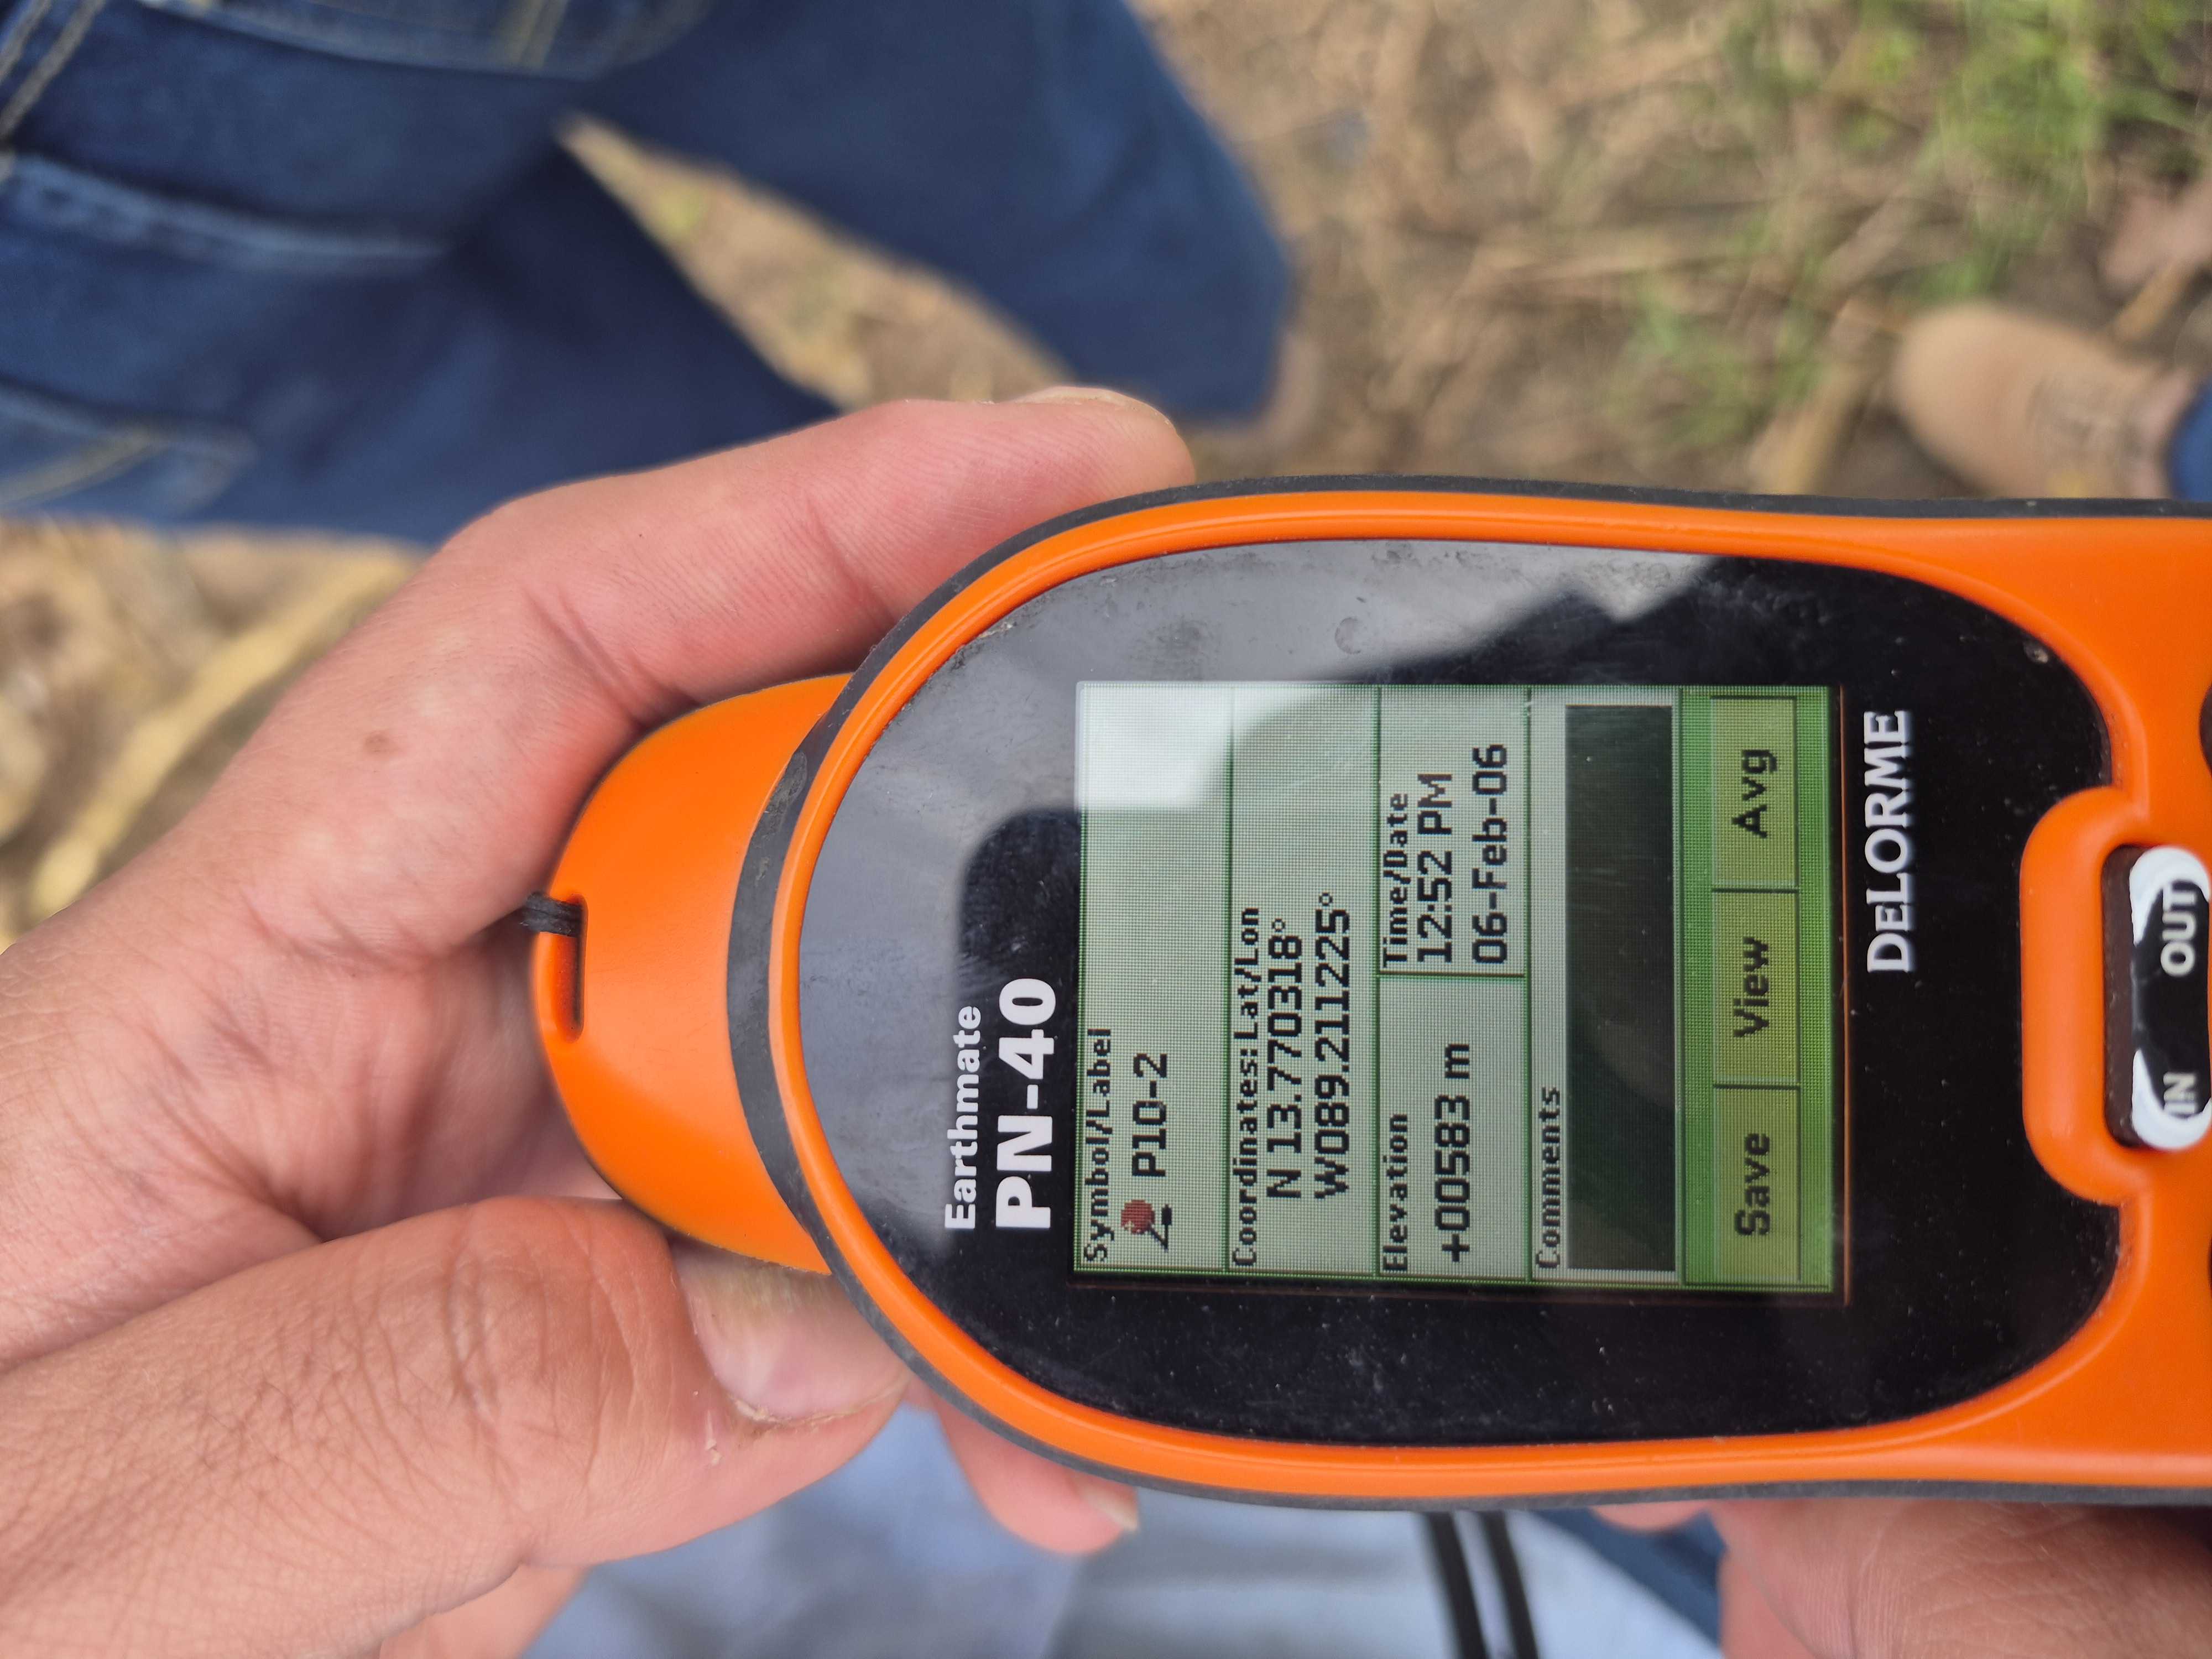 Earthmate
PN-40
Symbol/Label
P10-2
Coordinates:Lat/Lon
N 13.770318°
W089.211225°
Elevation
+00583 m
Time/Date
12:52 PM
06-Feb-06
Comments
Save View Avg
DELORME
IN OUT